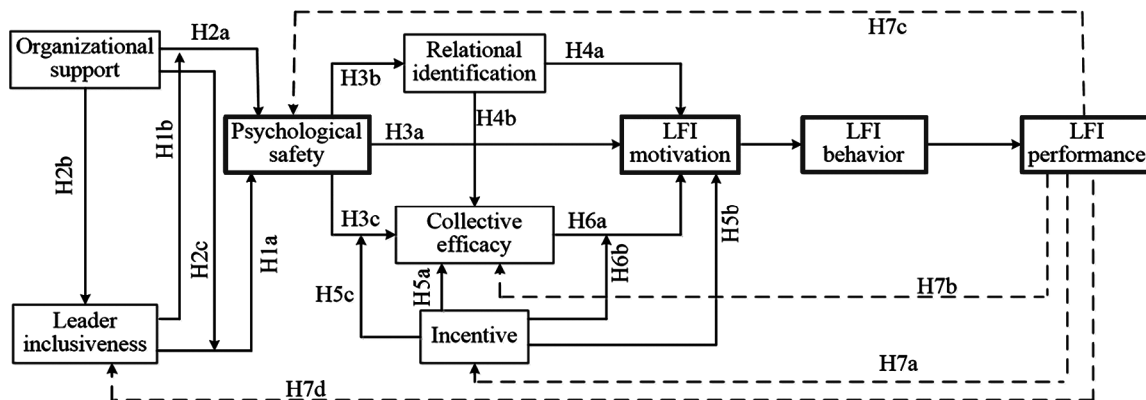 H7c
H2a
Organizational
support
Relational
identification
H4a
H3b
H1b
H4b
Psychological
safety
H3a
LFI
motivation
LFI
behavior
LFI
performance
H2b
H2c
H1a
H3c
Collective
efficacy
H6a
H6b
H5b
H5c
H5a
H7b
Leader
inclusiveness
Incentive
H7a
H7d